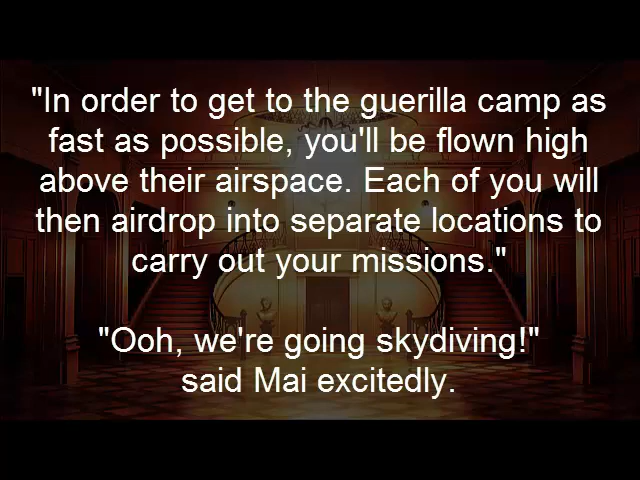 "In order to get to the guerilla camp as
fast as possible, you'll be flown high
above their airspace. Each of you will
then airdrop into separate locations to
carry out your missions."
"Ooh, we're going skydiving!"
said Mai excitedly.